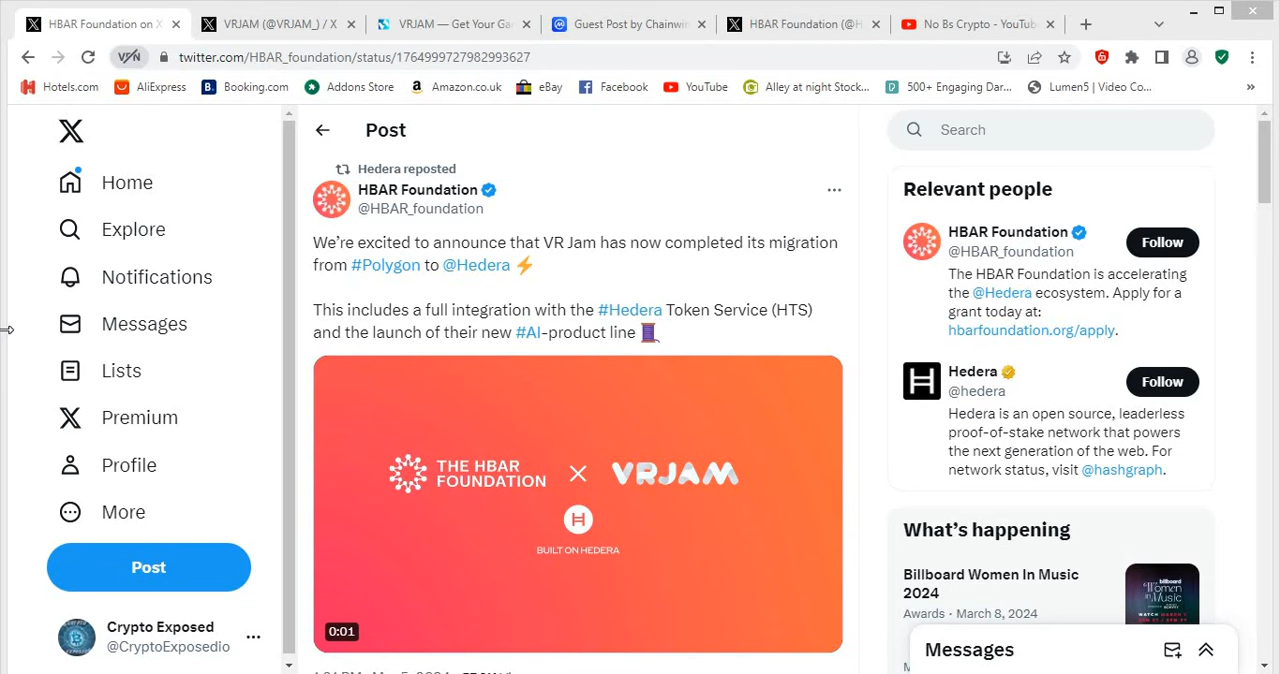 HBAR Foundation on X
VRJAM (@VRJAM_) / X
VRJAM — Get Your Ga
Guest Post by Chainwi
HBAR Foundation (@H
No Bs Crypto - YouTub
VPN
twitter.com/HBAR_foundation/status/1764997727982993627
Hotels.com
AliExpress
Booking.com
Addons Store
Amazon.co.uk
eBay
Facebook
YouTube
Alley at night Stock...
500+ Engaging Dar...
Lumen5 | Video Co...
Home
Explore
Notifications
Messages
Lists
Premium
Profile
More
Post
Crypto Exposed
@CryptoExposedio
Post
Hedera reposted
HBAR Foundation
@HBAR_foundation
We’re excited to announce that VR Jam has now completed its migration
from #Polygon to @Hedera ⚡
This includes a full integration with the #Hedera Token Service (HTS)
and the launch of their new #AI-product line 🧵
THE HBAR
FOUNDATION
VRJAM
BUILT ON HEDERA
0:01
Search
Relevant people
HBAR Foundation
@HBAR_foundation
Follow
The HBAR Foundation is accelerating
the @Hedera ecosystem. Apply for a
grant today at:
hbarfoundation.org/apply.
Hedera
@hedera
Follow
Hedera is an open source, leaderless
proof-of-stake network that powers
the next generation of the web. For
network status, visit @hashgraph.
What’s happening
Billboard Women In Music
2024
Awards · March 8, 2024
billboard
Women
in Music
Messages